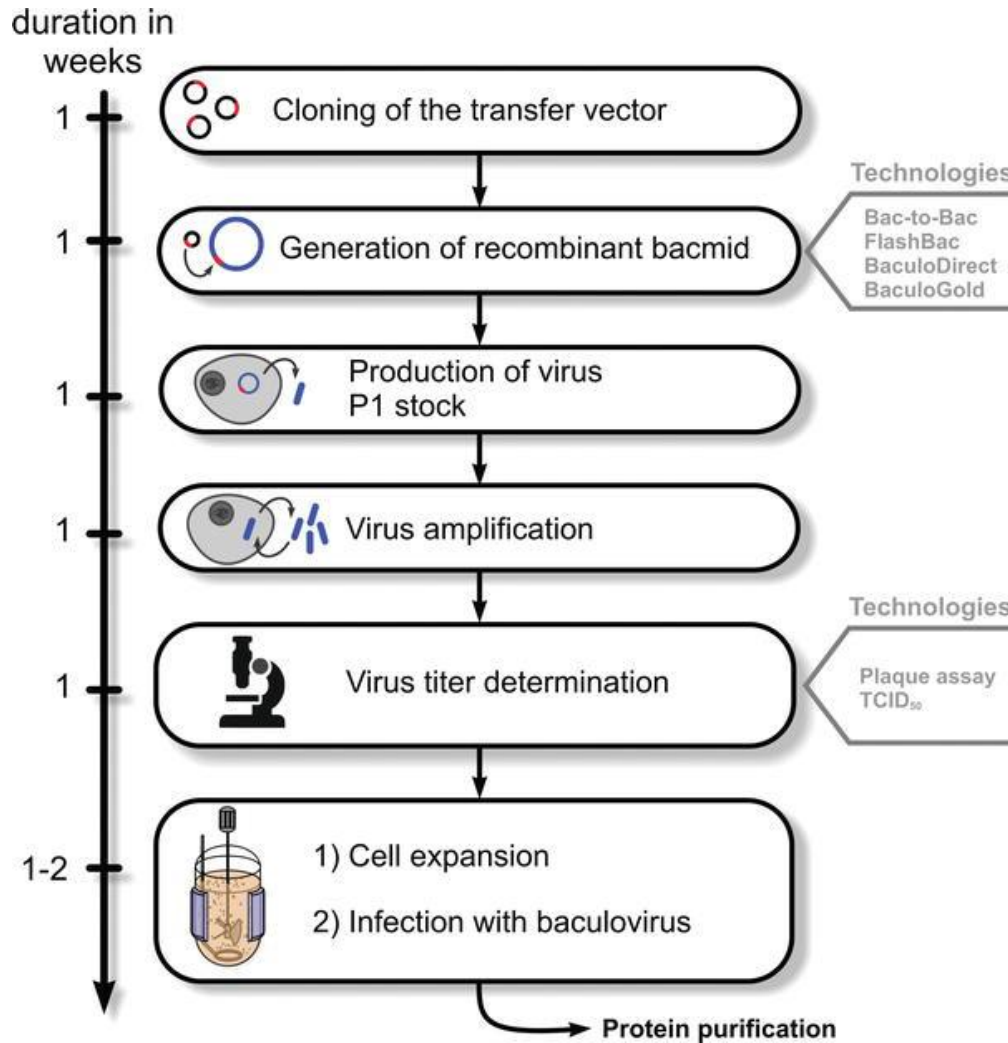 duration in
weeks
1
Cloning of the transfer vector
Technologies
1
Generation of recombinant bacmid
Bac-to-Bac
FlashBac
BaculoDirect
BaculoGold
1
Production of virus
P1 stock
1
Virus amplification
Technologies
1
Virus titer determination
Plaque assay
TCID₅₀
1-2
1) Cell expansion
2) Infection with baculovirus
Protein purification